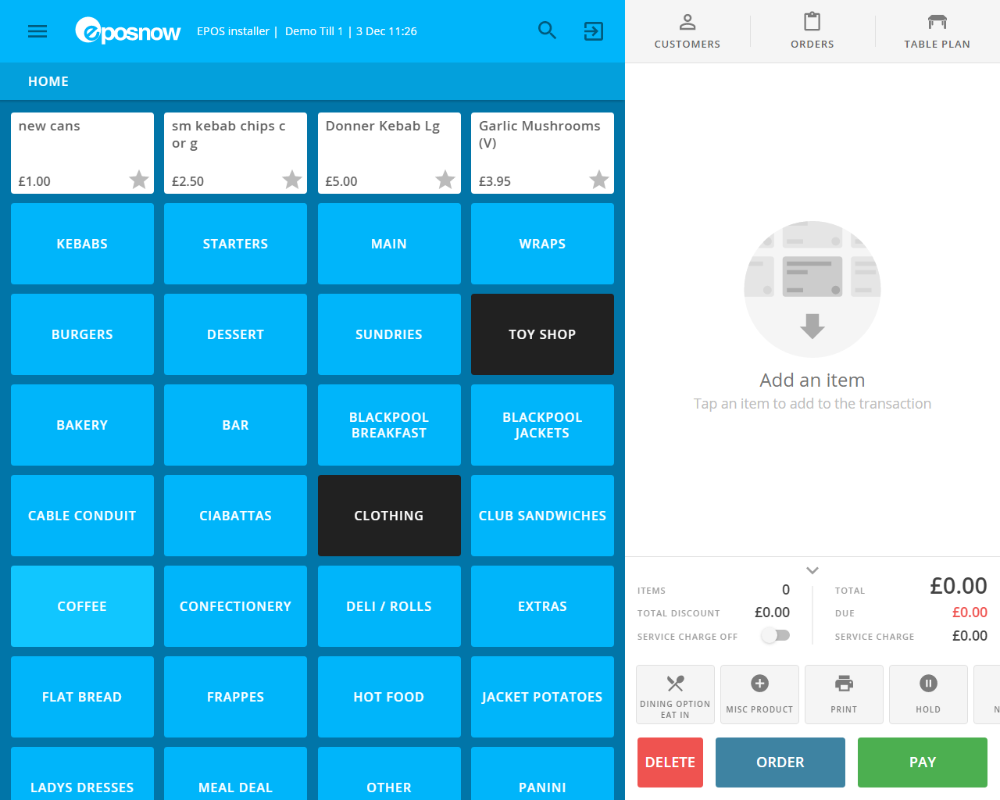 eposnow EPOS installer | Demo Till 1 | 3 Dec 11:26
CUSTOMERS
ORDERS
TABLE PLAN
HOME
new cans
£1.00
sm kebab chips c
or g
£2.50
Donner Kebab Lg
£5.00
Garlic Mushrooms
(V)
£3.95
KEBABS
STARTERS
MAIN
WRAPS
BURGERS
DESSERT
SUNDRIES
TOY SHOP
BAKERY
BAR
BLACKPOOL
BREAKFAST
BLACKPOOL
JACKETS
CABLE CONDUIT
CIABATTAS
CLOTHING
CLUB SANDWICHES
COFFEE
CONFECTIONERY
DELI / ROLLS
EXTRAS
FLAT BREAD
FRAPPES
HOT FOOD
JACKET POTATOES
LADYS DRESSES
MEAL DEAL
OTHER
PANINI
Add an item
Tap an item to add to the transaction
ITEMS 0
TOTAL DISCOUNT £0.00
SERVICE CHARGE OFF
TOTAL £0.00
DUE £0.00
SERVICE CHARGE £0.00
DINING OPTION
EAT IN
MISC PRODUCT
PRINT
HOLD
DELETE
ORDER
PAY